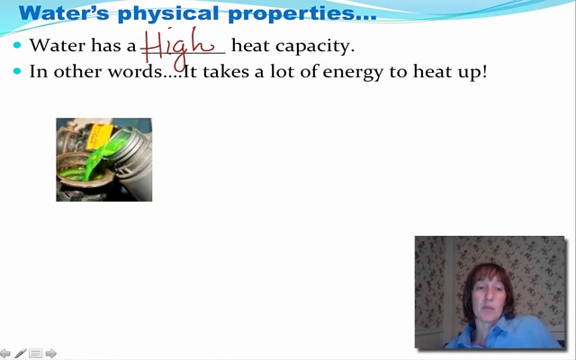 Water's physical properties...
Water has a High heat capacity.
In other words....It takes a lot of energy to heat up!